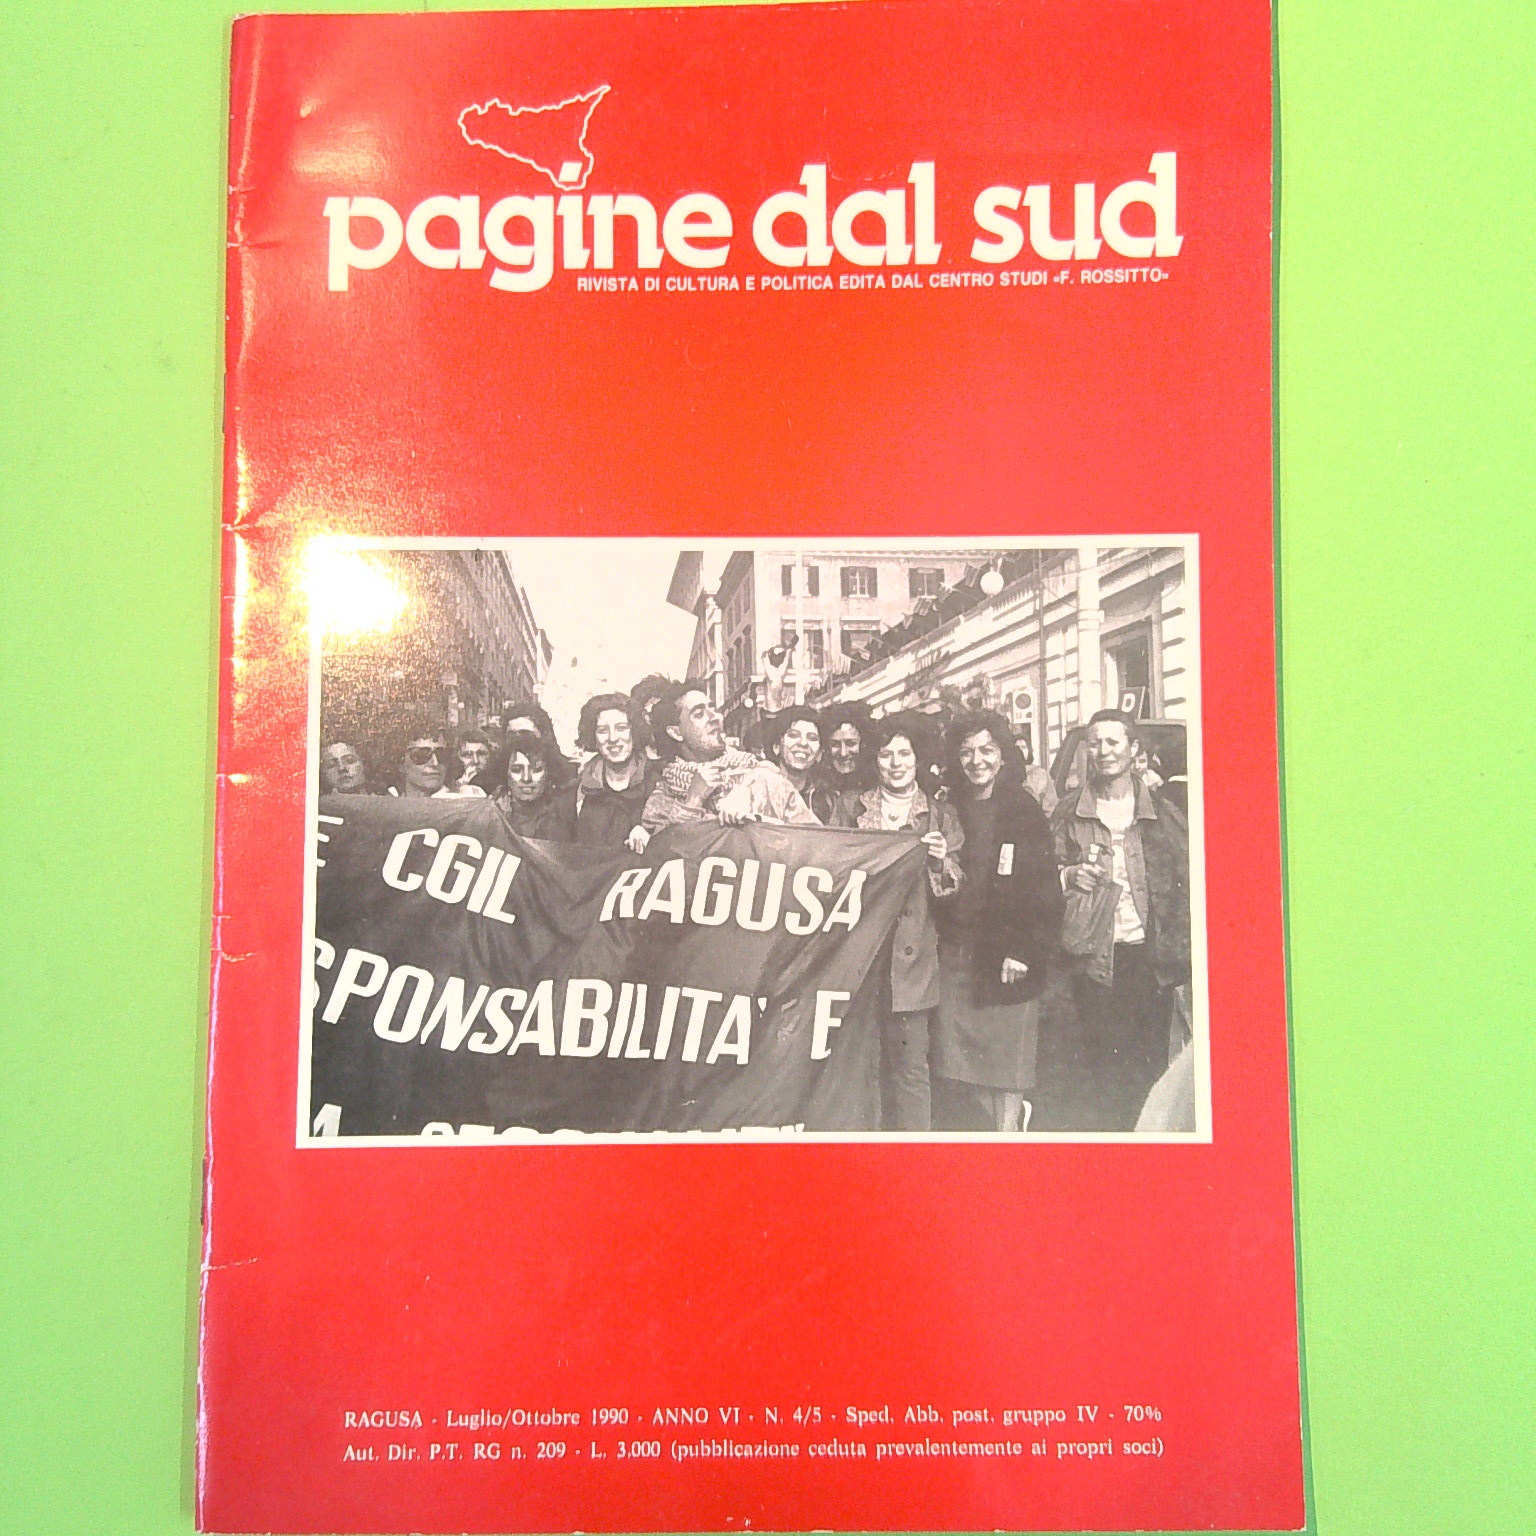 pagine dal sud
RIVISTA DI CULTURA E POLITICA EDITA DAL CENTRO STUDI «F. ROSSITTO»
E CGIL RAGUSA
SPONSABILITA' E
RAGUSA - Luglio/Ottobre 1990 - ANNO VI - N. 4/5 - Sped. Abb. post. gruppo IV - 70%
Aut. Dir. P.T. RG n. 209 - L. 3.000 (pubblicazione ceduta prevalentemente ai propri soci)